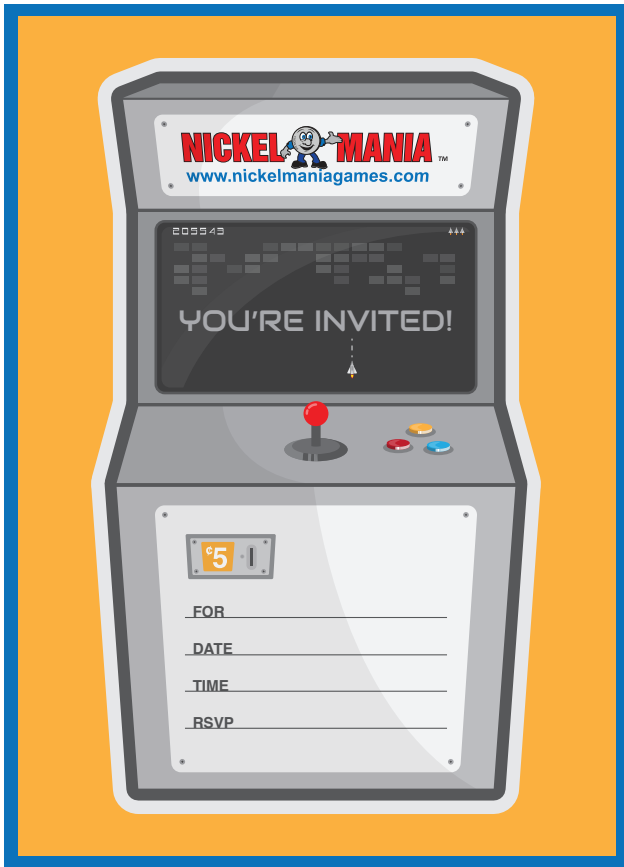 NICKEL MANIA ™
www.nickelmaniagames.com
205543
YOU'RE INVITED!
¢5
FOR
DATE
TIME
RSVP